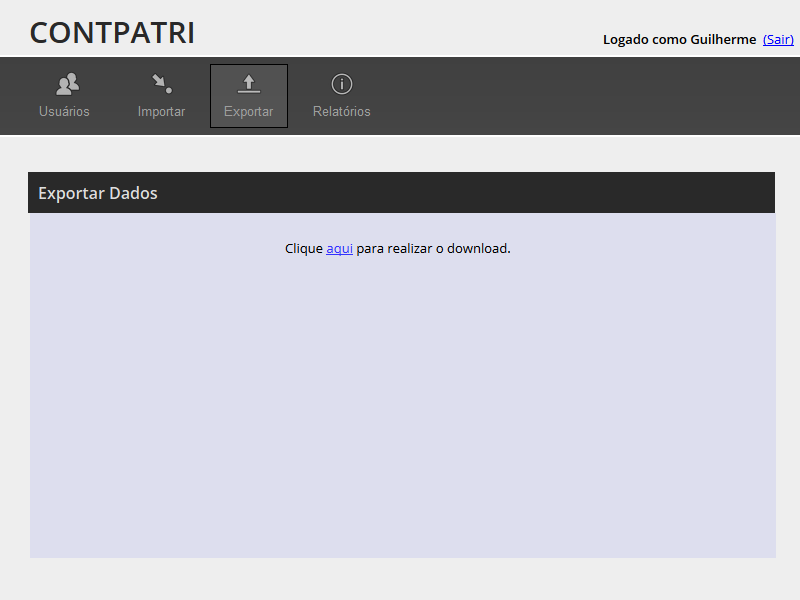 CONTPATRI
Logado como Guilherme (Sair)
Usuários Importar Exportar Relatórios
Exportar Dados
Clique aqui para realizar o download.